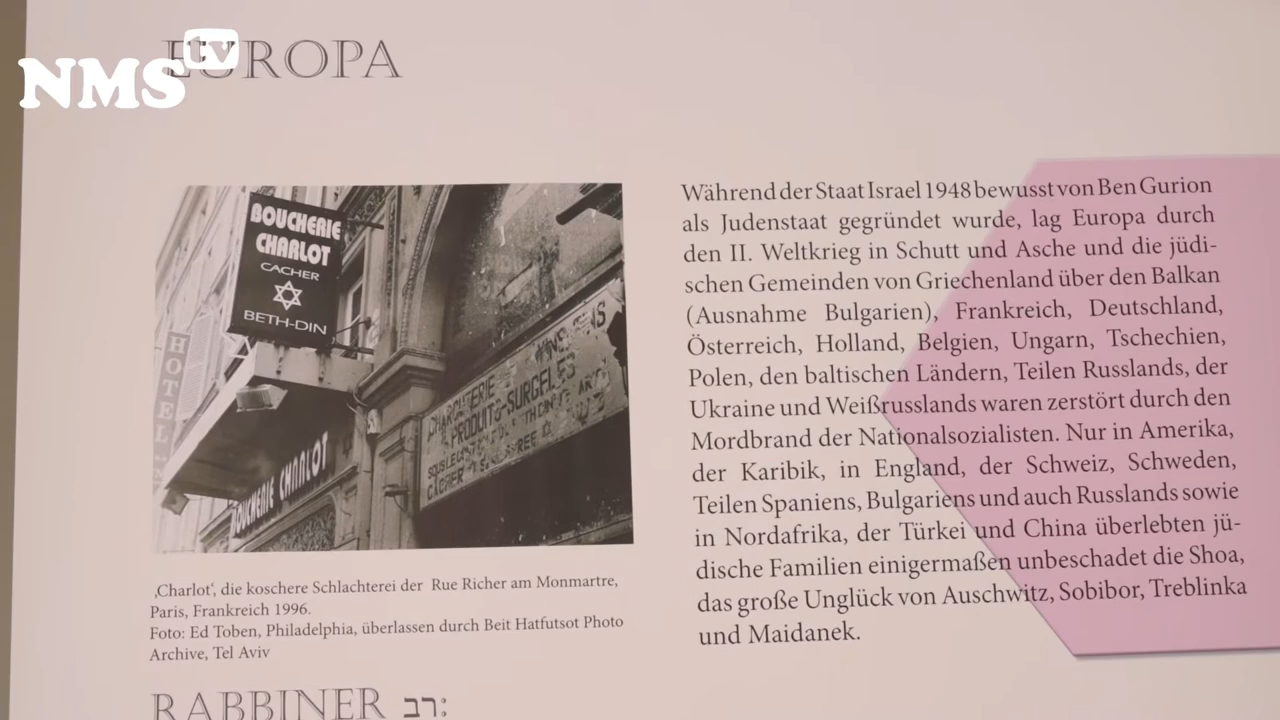 NMStv
EUROPA
BOUCHERIE
CHARLOT
CACHER
BETH-DIN
HOTEL
BOUCHERIE CHARLOT
CHARCUTERIE
PRODUITS-SURGELES
CACHER
Während der Staat Israel 1948 bewusst von Ben Gurion
als Judenstaat gegründet wurde, lag Europa durch
den II. Weltkrieg in Schutt und Asche und die jüdi-
schen Gemeinden von Griechenland über den Balkan
(Ausnahme Bulgarien), Frankreich, Deutschland,
Österreich, Holland, Belgien, Ungarn, Tschechien,
Polen, den baltischen Ländern, Teilen Russlands, der
Ukraine und Weißrusslands waren zerstört durch den
Mordbrand der Nationalsozialisten. Nur in Amerika,
der Karibik, in England, der Schweiz, Schweden,
Teilen Spaniens, Bulgariens und auch Russlands sowie
in Nordafrika, der Türkei und China überlebten jü-
dische Familien einigermaßen unbeschadet die Shoa,
das große Unglück von Auschwitz, Sobibor, Treblinka
und Maidanek.
‚Charlot‘, die koschere Schlachterei der Rue Richer am Monmartre,
Paris, Frankreich 1996.
Foto: Ed Toben, Philadelphia, überlassen durch Beit Hatfutsot Photo
Archive, Tel Aviv
RABBINER רב: